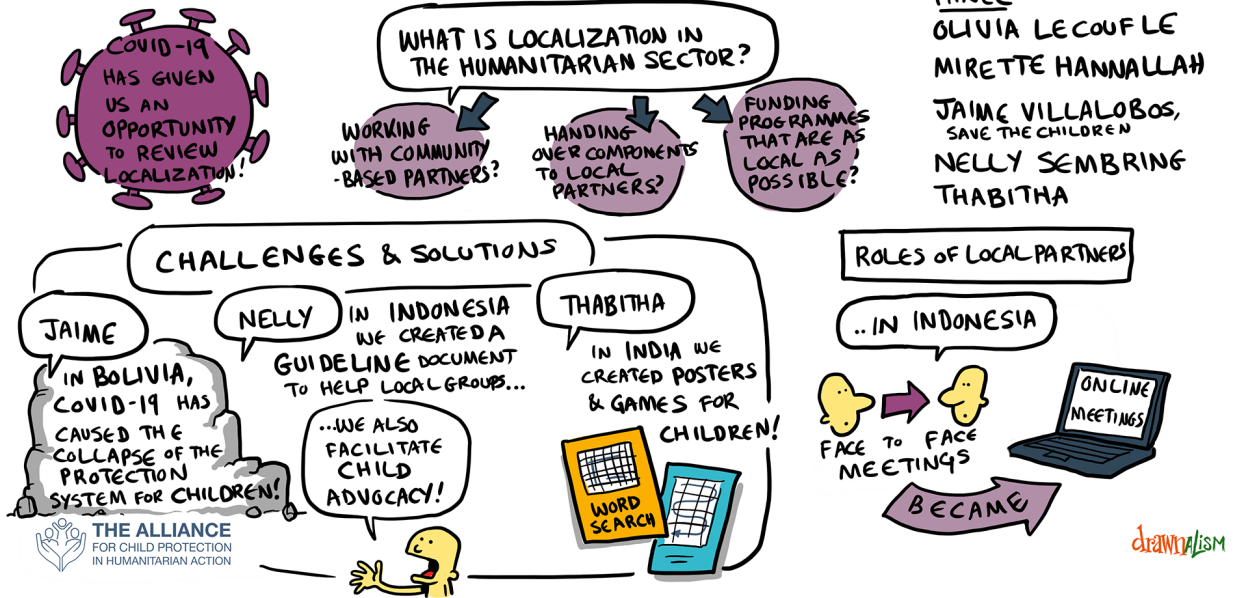 COVID-19
HAS GIVEN
US AN
OPPORTUNITY
TO REVIEW
LOCALIZATION!
WHAT IS LOCALIZATION IN
THE HUMANITARIAN SECTOR?
WORKING
WITH COMMUNITY
-BASED PARTNERS?
HANDING
OVER COMPONENTS
TO LOCAL
PARTNERS?
FUNDING
PROGRAMMES
THAT ARE AS
LOCAL AS
POSSIBLE?
OLIVIA LECOUFLE
MIRETTE HANNALLAH
JAIME VILLALOBOS,
SAVE THE CHILDREN
NELLY SEMBRING
THABITHA
CHALLENGES & SOLUTIONS
JAIME
IN BOLIVIA,
COVID-19 HAS
CAUSED THE
COLLAPSE OF THE
PROTECTION
SYSTEM FOR CHILDREN!
NELLY
IN INDONESIA
WE CREATED A
GUIDELINE DOCUMENT
TO HELP LOCAL GROUPS...
...WE ALSO
FACILITATE
CHILD
ADVOCACY!
THABITHA
IN INDIA WE
CREATED POSTERS
& GAMES FOR
CHILDREN!
WORD
SEARCH
ROLES OF LOCAL PARTNERS
..IN INDONESIA
FACE TO FACE
MEETINGS
BECAME
ONLINE
MEETINGS
THE ALLIANCE
FOR CHILD PROTECTION
IN HUMANITARIAN ACTION
drawnalism